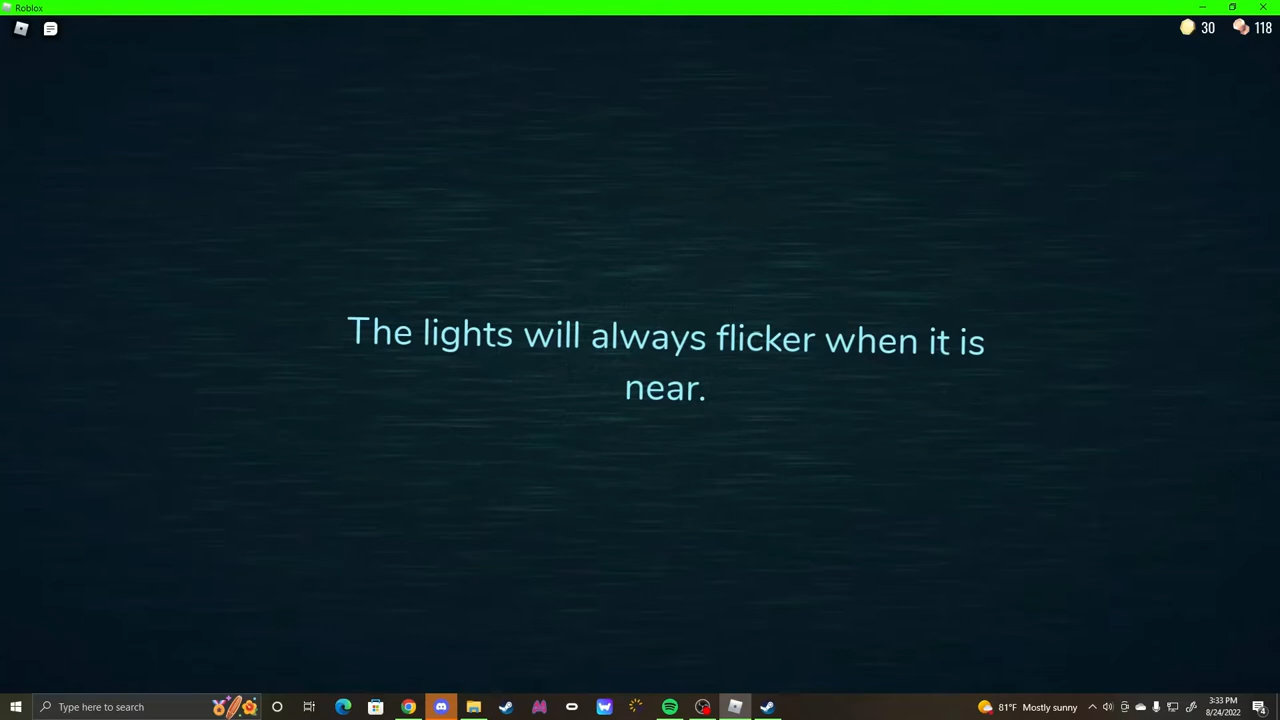 Roblox
30
118
The lights will always flicker when it is
near.
Type here to search
81°F Mostly sunny
3:33 PM
8/24/2022
4